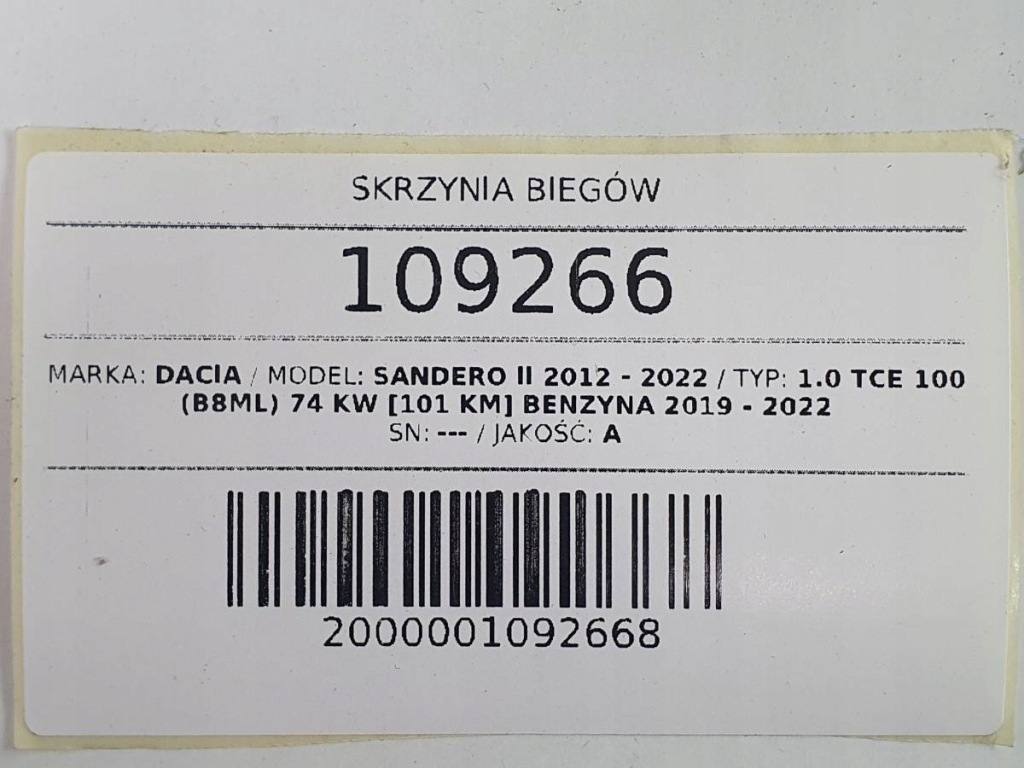 SKRZYNIA BIEGÓW
109266
MARKA: DACIA / MODEL: SANDERO II 2012 - 2022 / TYP: 1.0 TCE 100
(B8ML) 74 KW [101 KM] BENZYNA 2019 - 2022
SN: --- / JAKOŚĆ: A
2000001092668